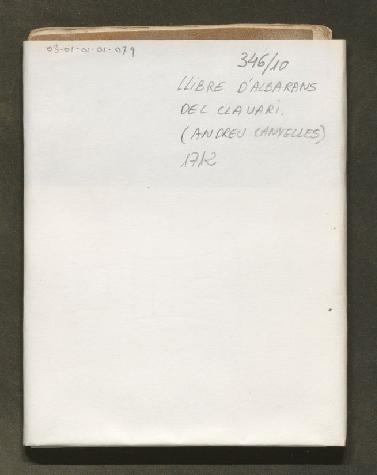 03-01-01-01-079
346/10
LLIBRE D'ALBARANS
DEL CLAVARI.
(ANDREU CANYELLES)
1712